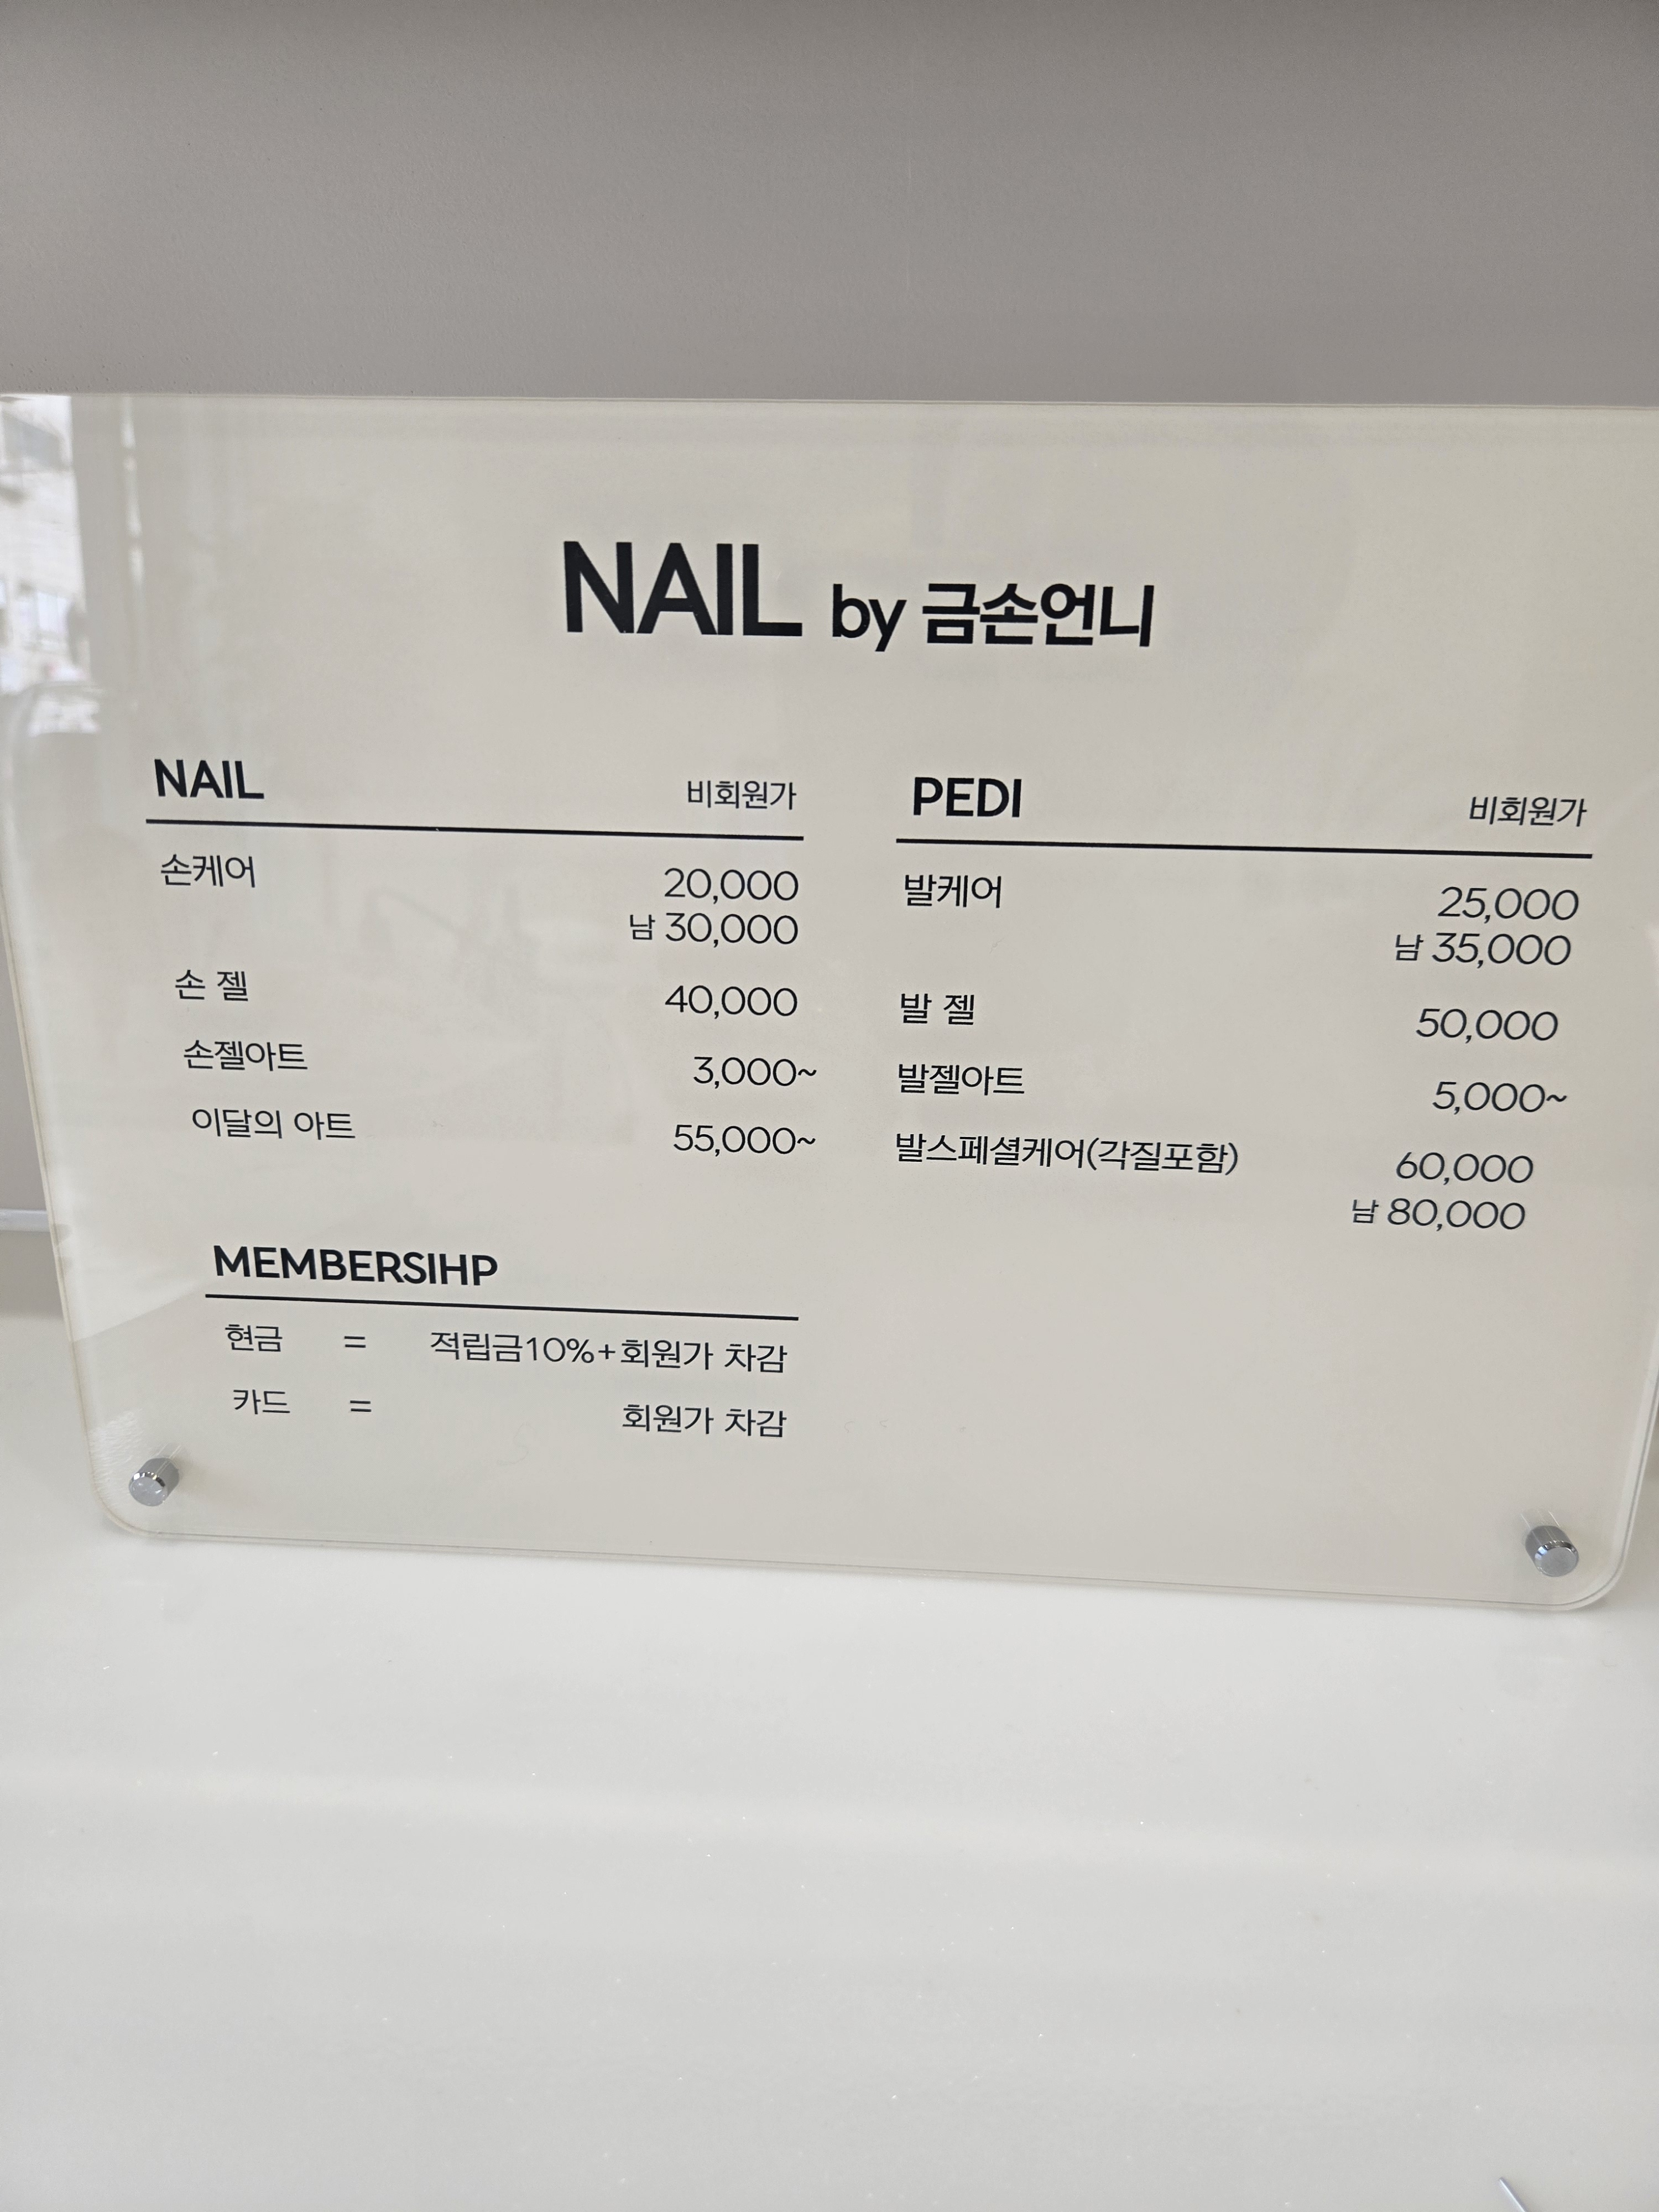 NAIL by 금손언니
NAIL 비회원가
손케어 20,000
남 30,000
손 젤 40,000
손젤아트 3,000~
이달의 아트 55,000~
PEDI 비회원가
발케어 25,000
남 35,000
발 젤 50,000
발젤아트 5,000~
발스페셜케어(각질포함) 60,000
남 80,000
MEMBERSIHP
현금 = 적립금10%+회원가 차감
카드 = 회원가 차감